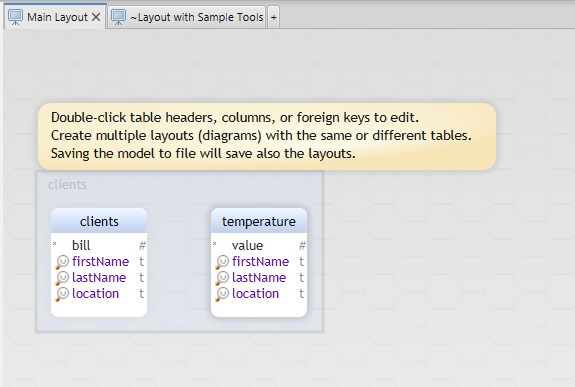 Main Layout
~Layout with Sample Tools
+
Double-click table headers, columns, or foreign keys to edit.
Create multiple layouts (diagrams) with the same or different tables.
Saving the model to file will save also the layouts.
clients
clients
* bill #
firstName t
lastName t
location t
temperature
* value #
firstName t
lastName t
location t